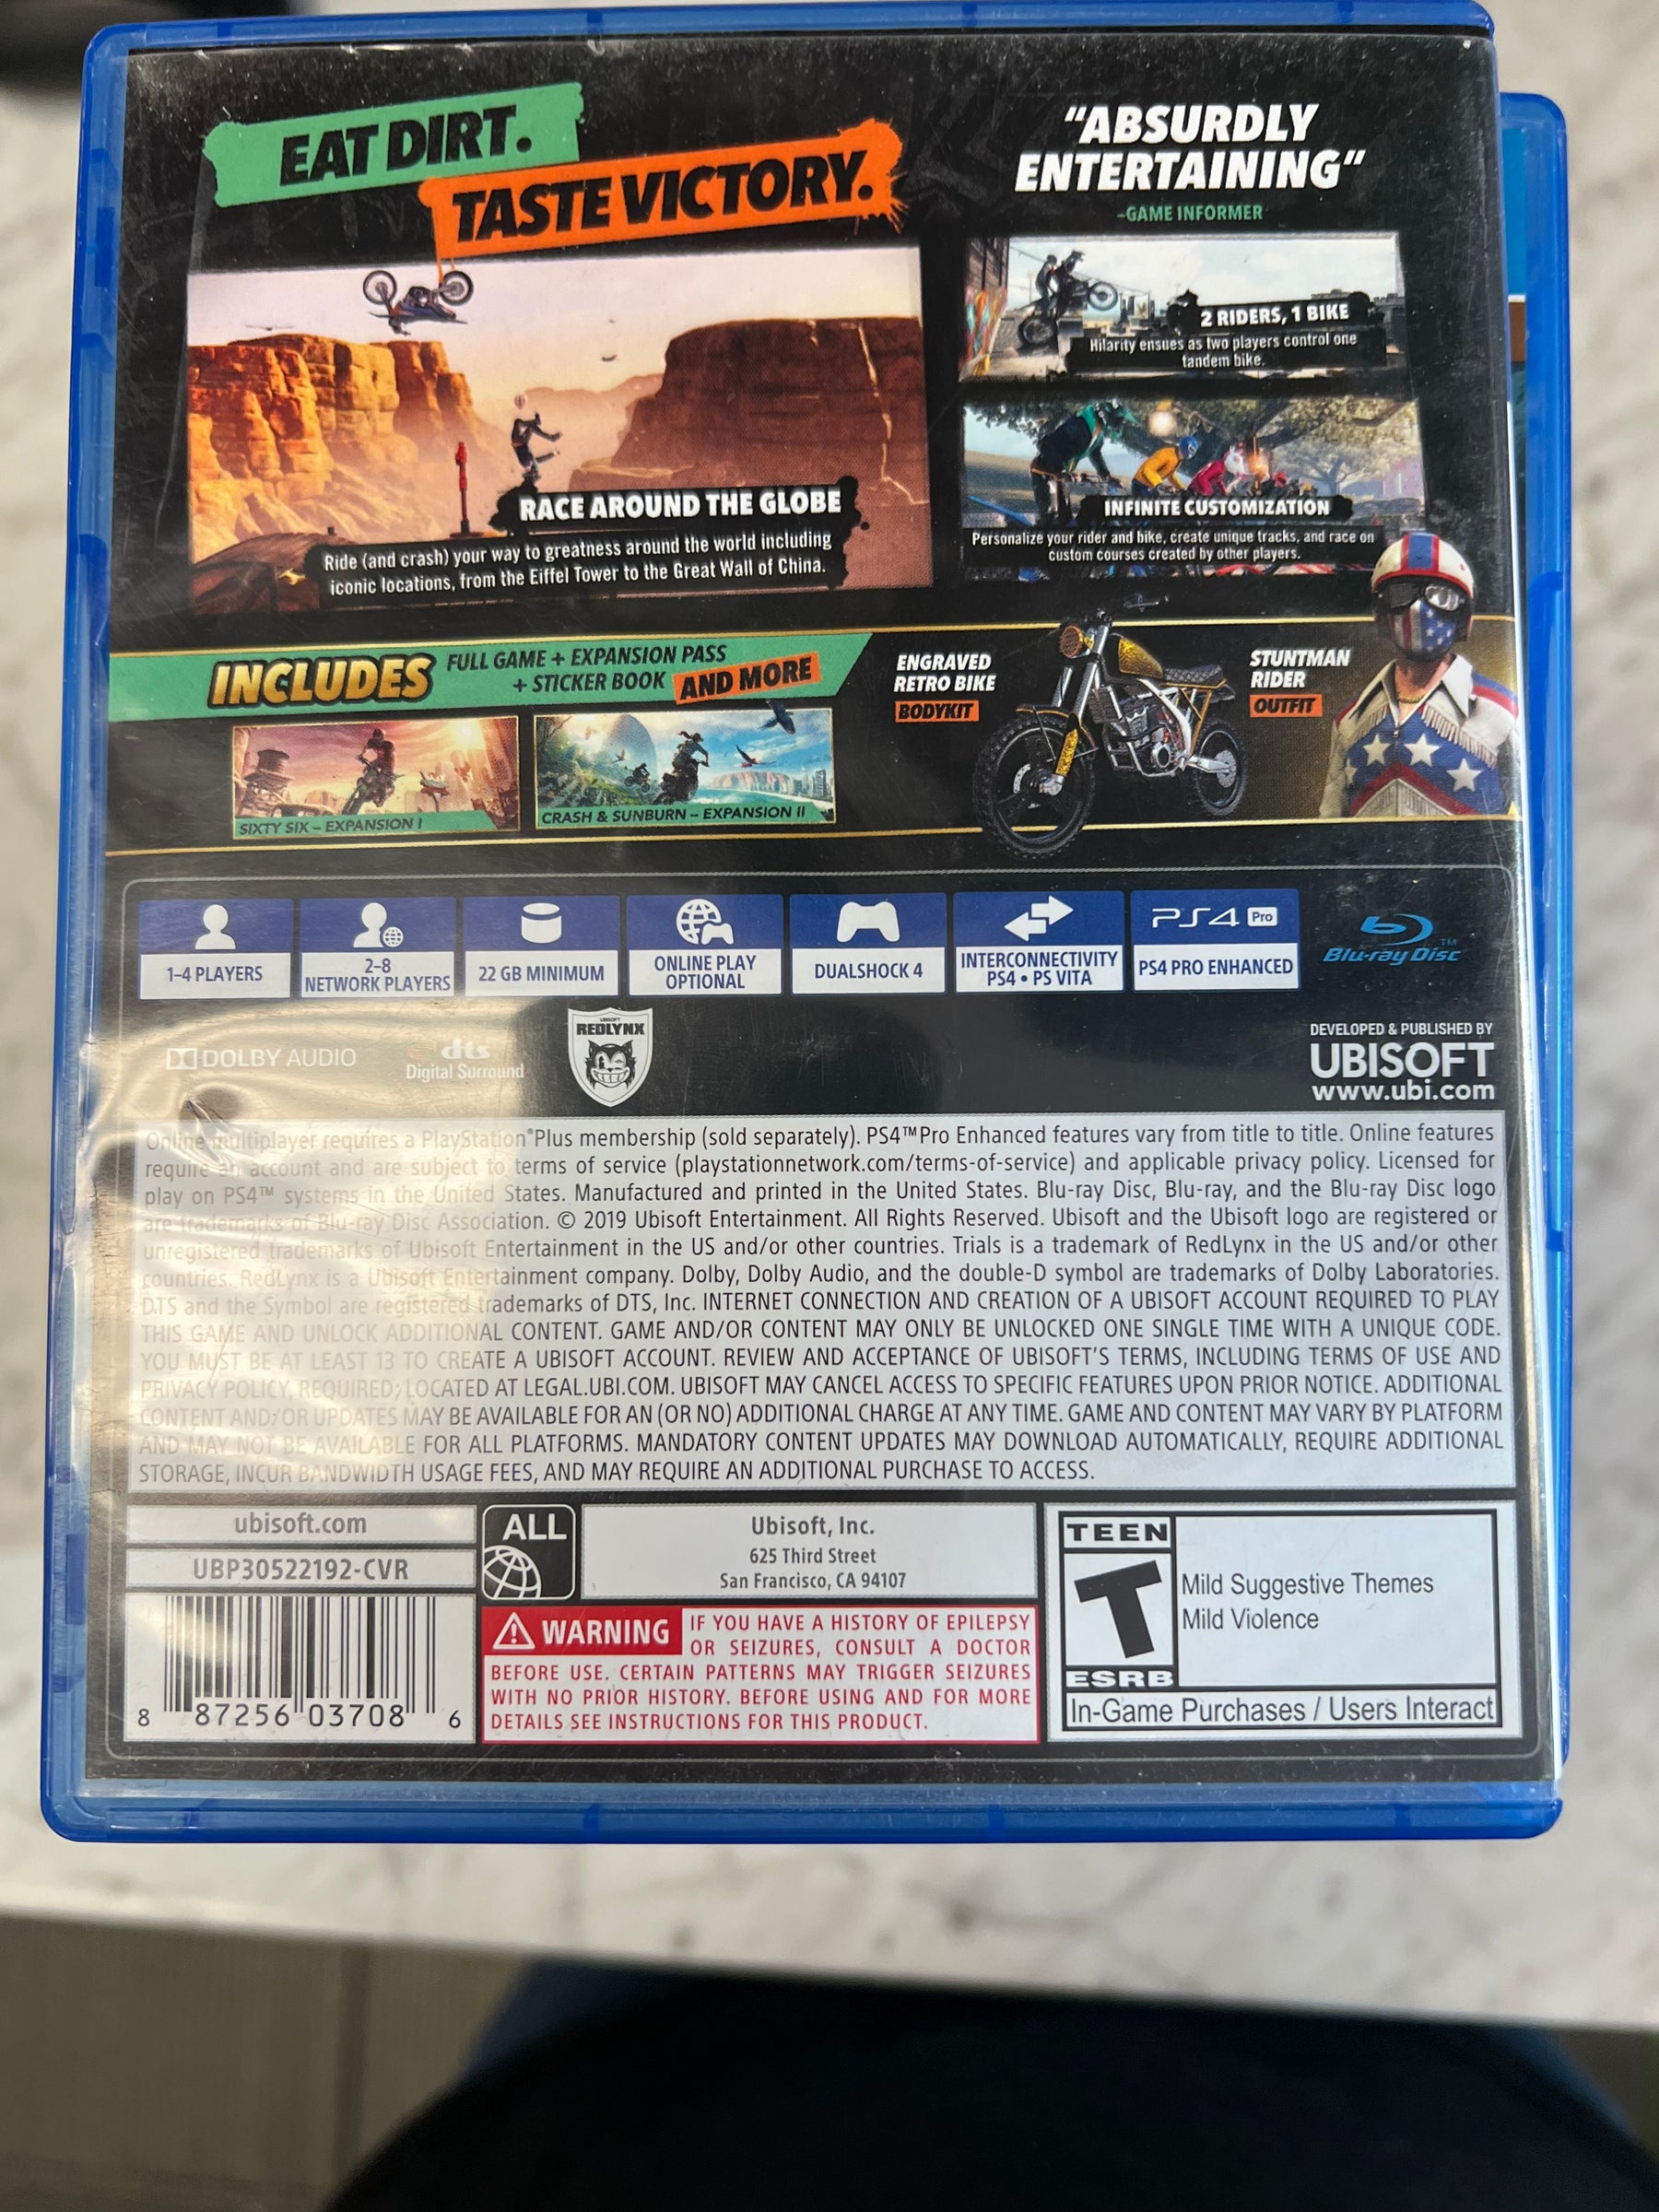 EAT DIRT.
TASTE VICTORY.
"ABSURDLY
ENTERTAINING"
-GAME INFORMER
2 RIDERS, 1 BIKE
Hilarity ensues as two players control one
tandem bike.
RACE AROUND THE GLOBE
Ride (and crash) your way to greatness around the world including
iconic locations, from the Eiffel Tower to the Great Wall of China.
INFINITE CUSTOMIZATION
Personalize your rider and bike, create unique tracks, and race on
custom courses created by other players.
INCLUDES
FULL GAME + EXPANSION PASS
+ STICKER BOOK AND MORE
SIXTY SIX – EXPANSION I
CRASH & SUNBURN – EXPANSION II
ENGRAVED
RETRO BIKE
BODYKIT
STUNTMAN
RIDER
OUTFIT
1-4 PLAYERS
2-8
NETWORK PLAYERS
22 GB MINIMUM
ONLINE PLAY
OPTIONAL
DUALSHOCK 4
INTERCONNECTIVITY
PS4 • PS VITA
PS4 Pro
PS4 PRO ENHANCED
Blu-ray Disc™
DOLBY AUDIO
dts
Digital Surround
UBISOFT
REDLYNX
DEVELOPED & PUBLISHED BY
UBISOFT
www.ubi.com
Online multiplayer requires a PlayStation®Plus membership (sold separately). PS4™Pro Enhanced features vary from title to title. Online features
require an account and are subject to terms of service (playstationnetwork.com/terms-of-service) and applicable privacy policy. Licensed for
play on PS4™ systems in the United States. Manufactured and printed in the United States. Blu-ray Disc, Blu-ray, and the Blu-ray Disc logo
are trademarks of Blu-ray Disc Association. © 2019 Ubisoft Entertainment. All Rights Reserved. Ubisoft and the Ubisoft logo are registered or
unregistered trademarks of Ubisoft Entertainment in the US and/or other countries. Trials is a trademark of RedLynx in the US and/or other
countries. RedLynx is a Ubisoft Entertainment company. Dolby, Dolby Audio, and the double-D symbol are trademarks of Dolby Laboratories.
DTS and the Symbol are registered trademarks of DTS, Inc. INTERNET CONNECTION AND CREATION OF A UBISOFT ACCOUNT REQUIRED TO PLAY
THIS GAME AND UNLOCK ADDITIONAL CONTENT. GAME AND/OR CONTENT MAY ONLY BE UNLOCKED ONE SINGLE TIME WITH A UNIQUE CODE.
YOU MUST BE AT LEAST 13 TO CREATE A UBISOFT ACCOUNT. REVIEW AND ACCEPTANCE OF UBISOFT'S TERMS, INCLUDING TERMS OF USE AND
PRIVACY POLICY, REQUIRED; LOCATED AT LEGAL.UBI.COM. UBISOFT MAY CANCEL ACCESS TO SPECIFIC FEATURES UPON PRIOR NOTICE. ADDITIONAL
CONTENT AND/OR UPDATES MAY BE AVAILABLE FOR AN (OR NO) ADDITIONAL CHARGE AT ANY TIME. GAME AND CONTENT MAY VARY BY PLATFORM
AND MAY NOT BE AVAILABLE FOR ALL PLATFORMS. MANDATORY CONTENT UPDATES MAY DOWNLOAD AUTOMATICALLY, REQUIRE ADDITIONAL
STORAGE, INCUR BANDWIDTH USAGE FEES, AND MAY REQUIRE AN ADDITIONAL PURCHASE TO ACCESS.
ubisoft.com
UBP30522192-CVR
8 87256 03708 6
ALL
Ubisoft, Inc.
625 Third Street
San Francisco, CA 94107
WARNING IF YOU HAVE A HISTORY OF EPILEPSY
OR SEIZURES, CONSULT A DOCTOR
BEFORE USE. CERTAIN PATTERNS MAY TRIGGER SEIZURES
WITH NO PRIOR HISTORY. BEFORE USING AND FOR MORE
DETAILS SEE INSTRUCTIONS FOR THIS PRODUCT.
TEEN
T
ESRB
Mild Suggestive Themes
Mild Violence
In-Game Purchases / Users Interact